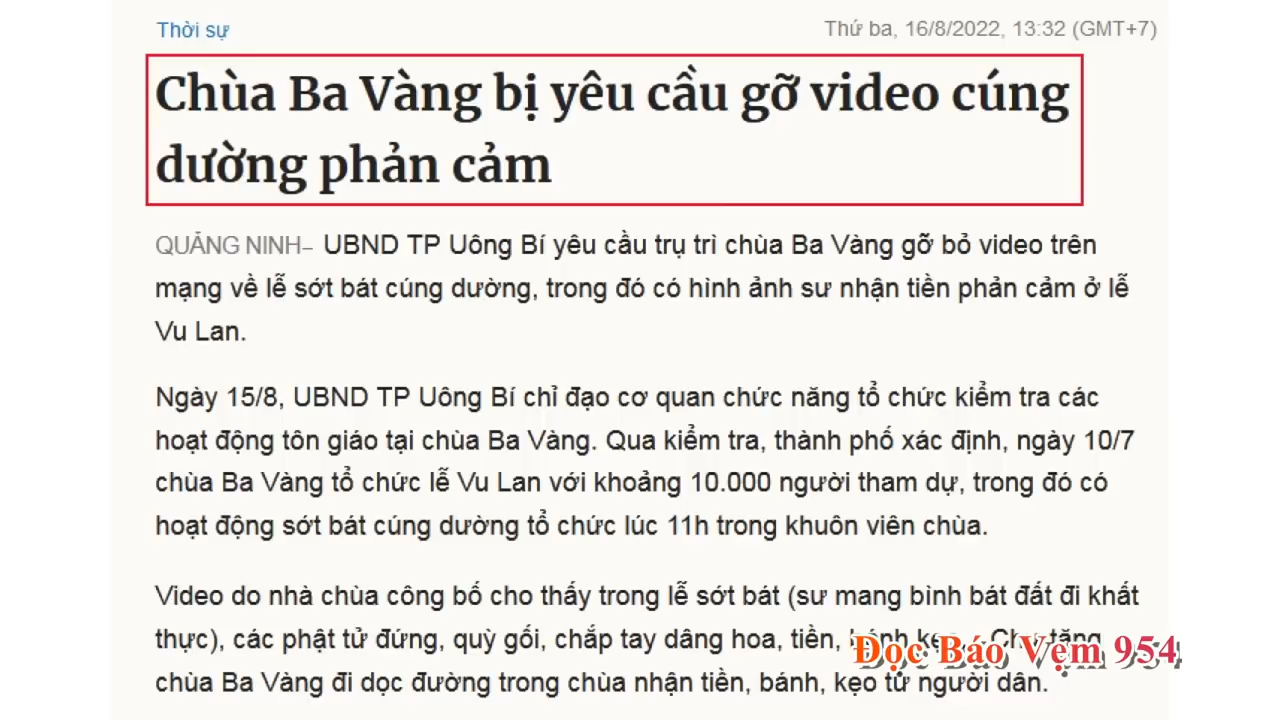 Thời sự
Thứ ba, 16/8/2022, 13:32 (GMT+7)
Chùa Ba Vàng bị yêu cầu gỡ video cúng
dường phản cảm
QUẢNG NINH– UBND TP Uông Bí yêu cầu trụ trì chùa Ba Vàng gỡ bỏ video trên
mạng về lễ sớt bát cúng dường, trong đó có hình ảnh sư nhận tiền phản cảm ở lễ
Vu Lan.
Ngày 15/8, UBND TP Uông Bí chỉ đạo cơ quan chức năng tổ chức kiểm tra các
hoạt động tôn giáo tại chùa Ba Vàng. Qua kiểm tra, thành phố xác định, ngày 10/7
chùa Ba Vàng tổ chức lễ Vu Lan với khoảng 10.000 người tham dự, trong đó có
hoạt động sớt bát cúng dường tổ chức lúc 11h trong khuôn viên chùa.
Video do nhà chùa công bố cho thấy trong lễ sớt bát (sư mang bình bát đất đi khất
thực), các phật tử đứng, quỳ gối, chắp tay dâng hoa, tiền, bánh kẹo... Chư tăng
Đọc Báo Vẹm 954
chùa Ba Vàng đi dọc đường trong chùa nhận tiền, bánh, kẹo từ người dân.